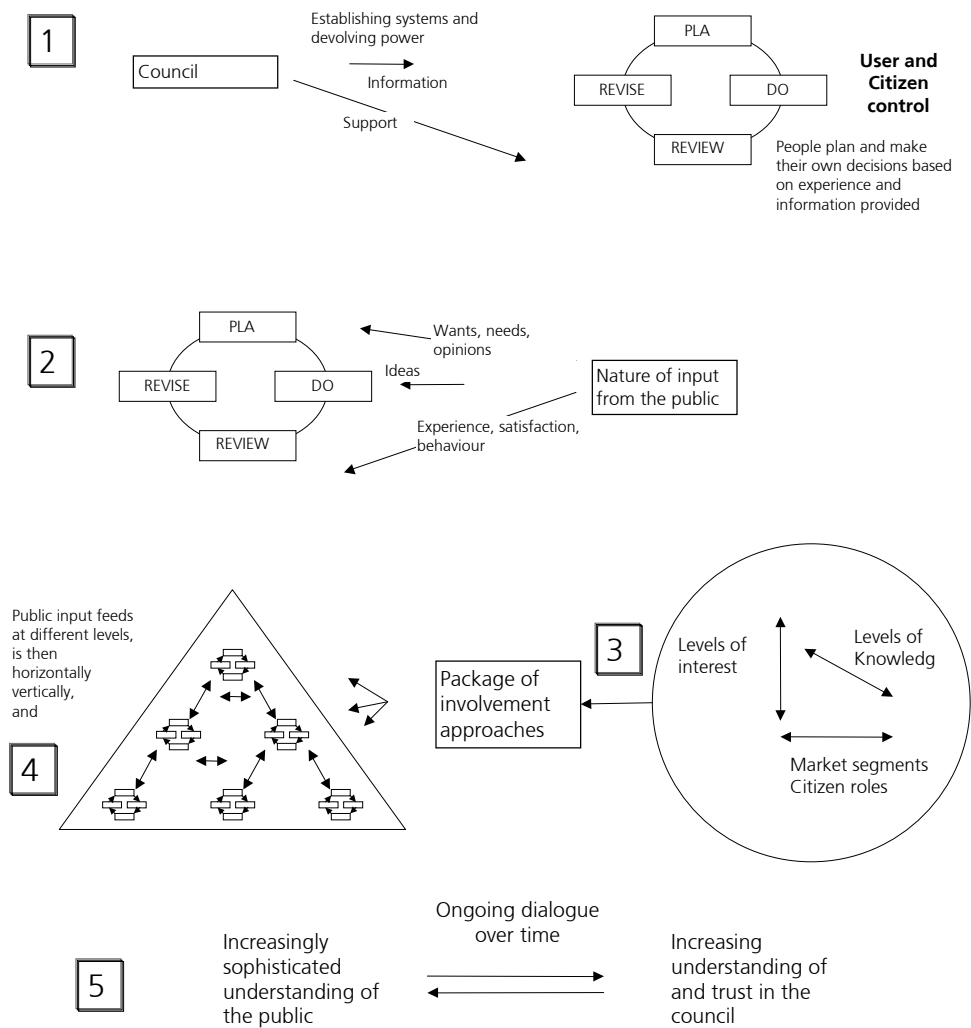 1
Establishing systems and
devolving power
Council
Information
Support
PLA
REVISE
DO
REVIEW
User and
Citizen
control
People plan and make
their own decisions based
on experience and
information provided
2
PLA
REVISE
DO
REVIEW
Wants, needs,
opinions
Ideas
Experience, satisfaction,
behaviour
Nature of input
from the public
Public input feeds
at different levels,
is then
horizontally
vertically,
and
4
Package of
involvement
approaches
3
Levels of
interest
Levels of
Knowledg
Market segments
Citizen roles
5
Increasingly
sophisticated
understanding of
the public
Ongoing dialogue
over time
Increasing
understanding of
and trust in the
council